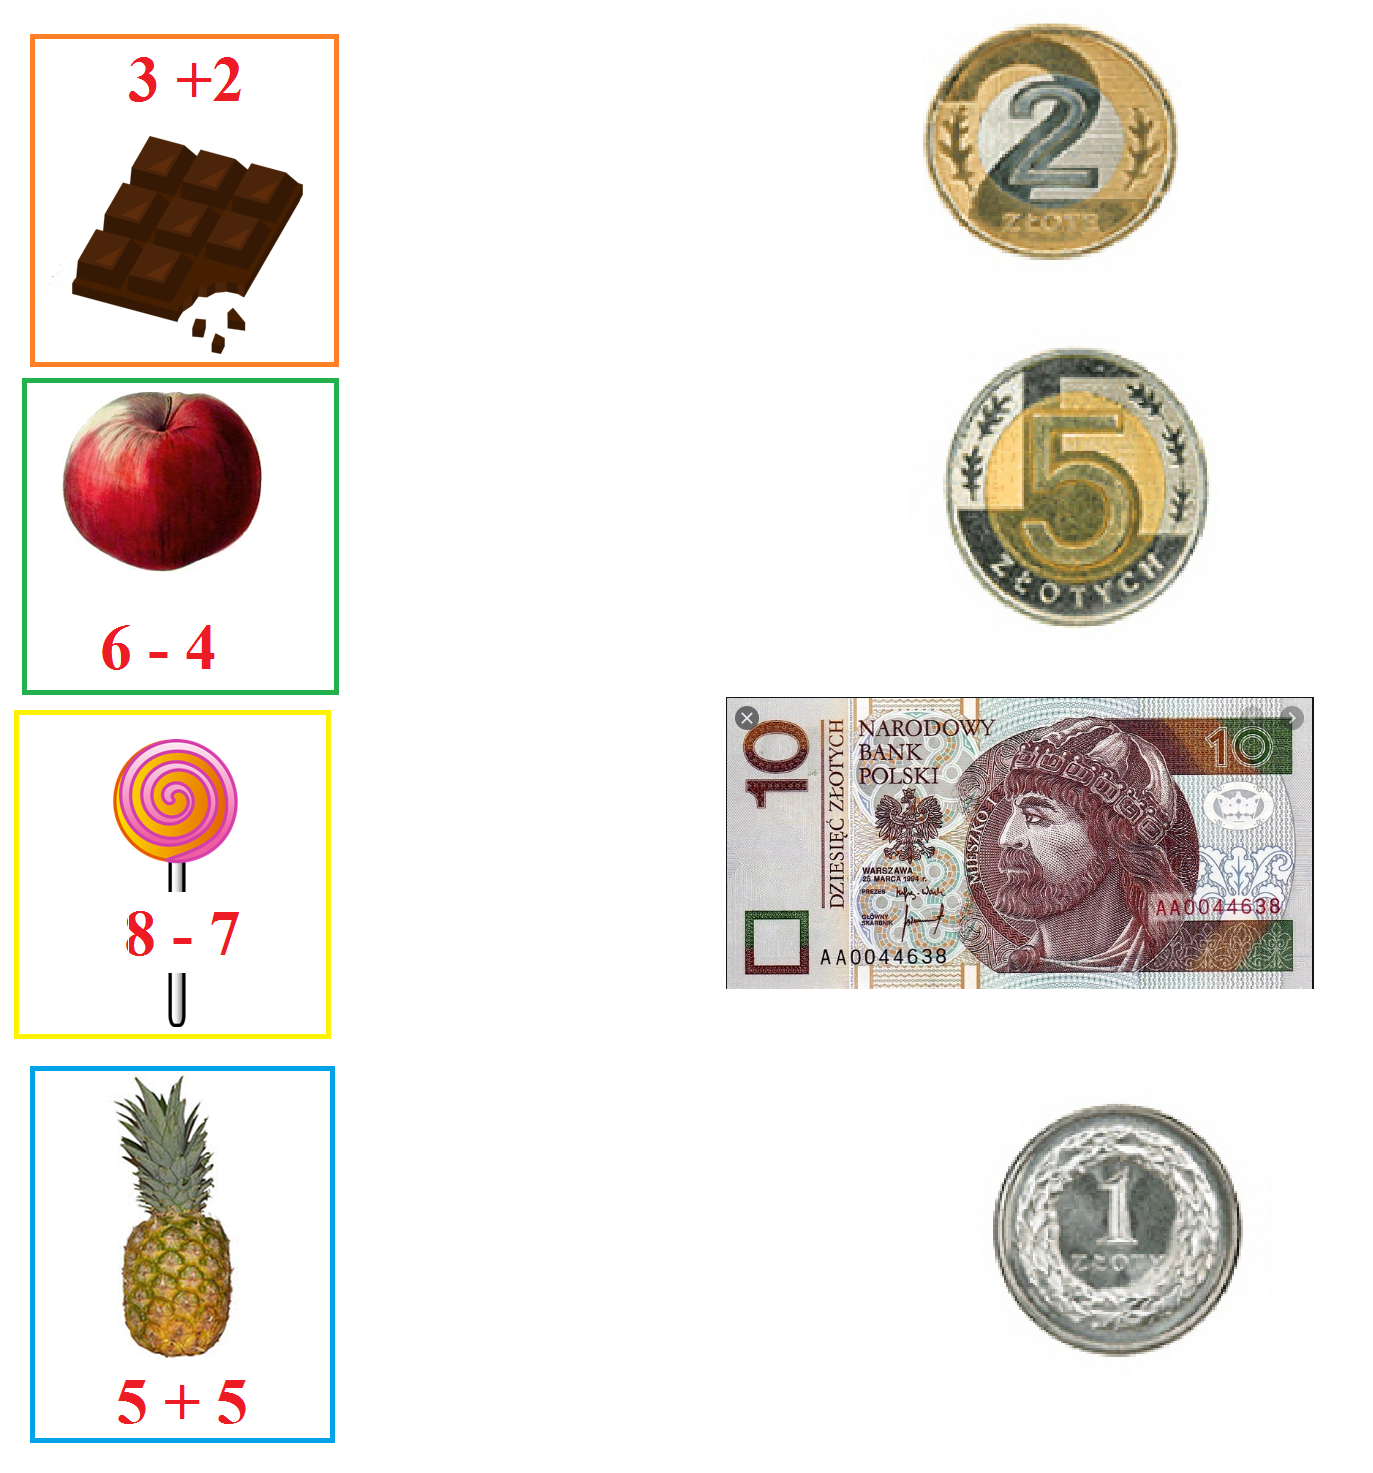 3 +2
6 - 4
8 - 7
5 + 5
2
ZŁOTE
5
ZŁOTYCH
10
DZIESIĘĆ ZŁOTYCH
NARODOWY
BANK
POLSKI
10
MIESZKO I
WARSZAWA
25 MARCA 1994 r.
PREZES
GŁÓWNY
SKARBNIK
AA0044638
AA0044638
1
ZŁOTY